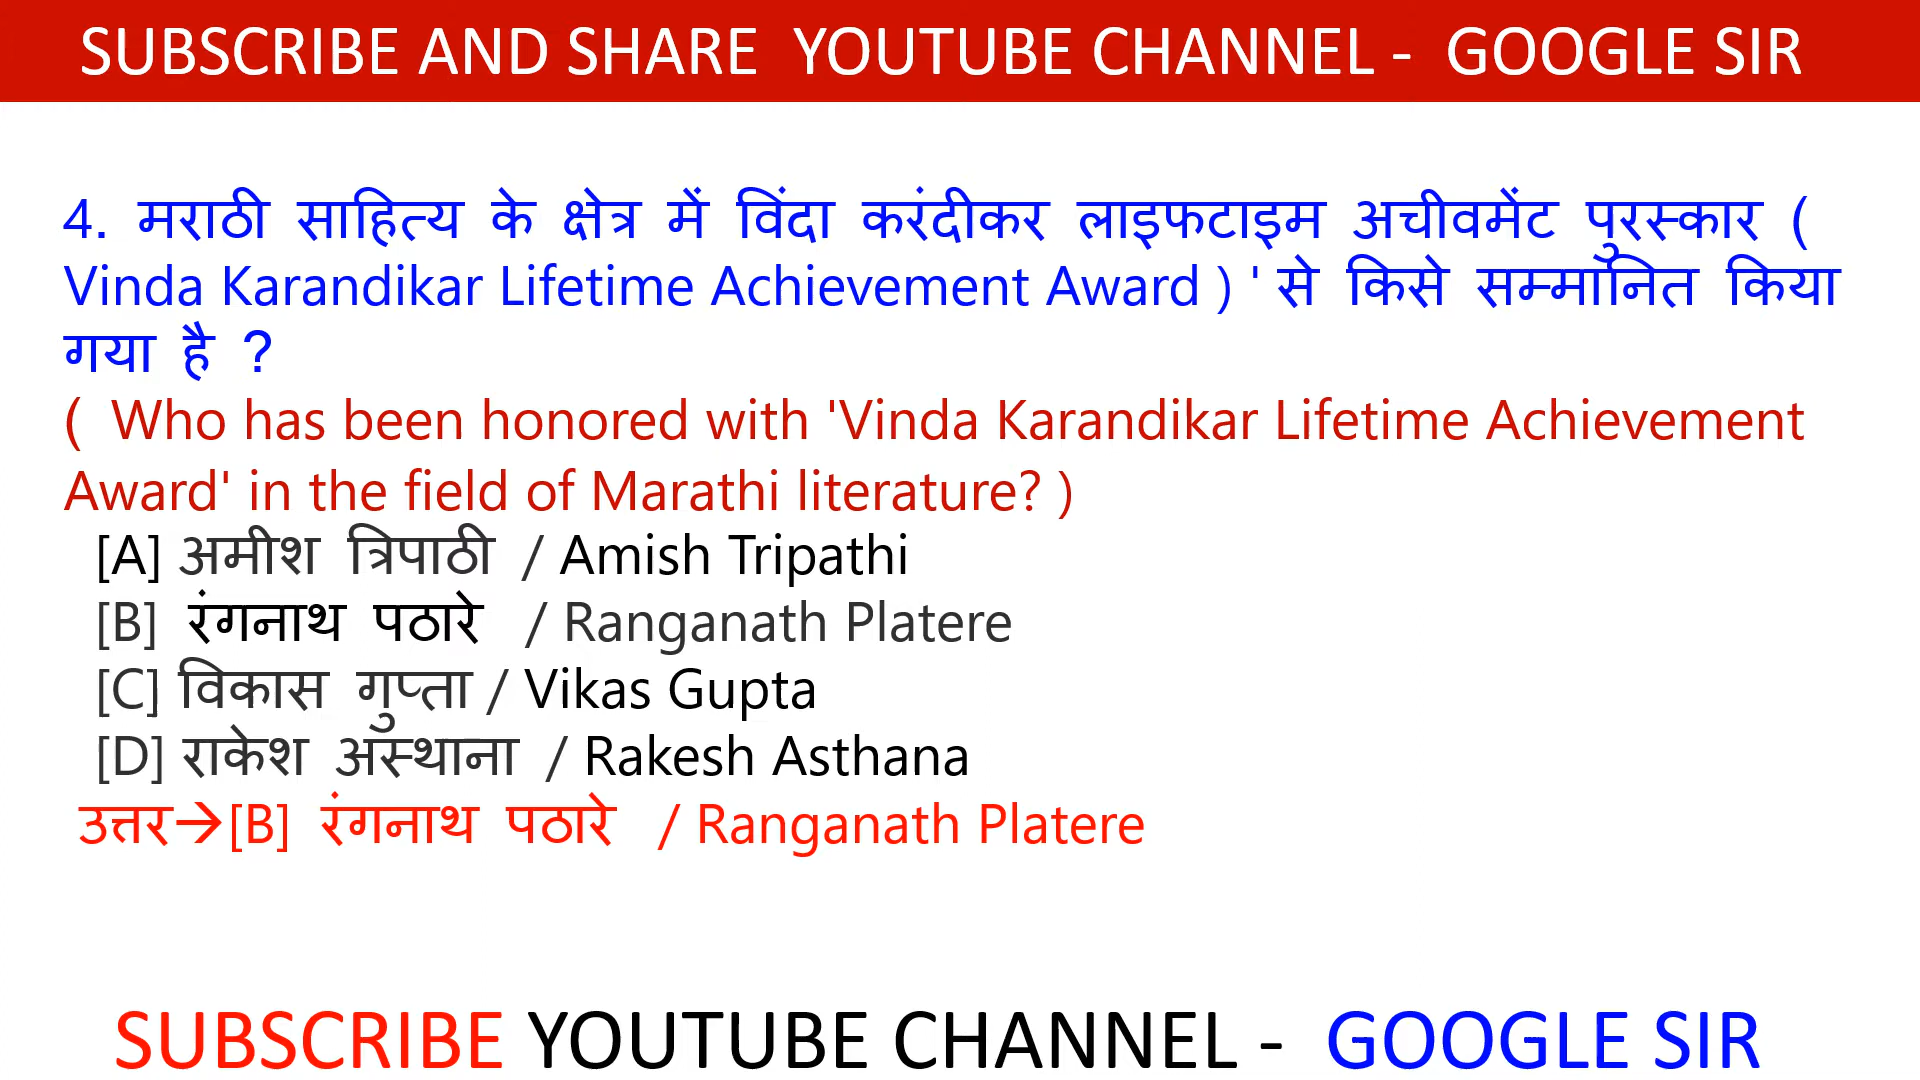 SUBSCRIBE AND SHARE YOUTUBE CHANNEL - GOOGLE SIR
4. मराठी साहित्य के क्षेत्र में विंदा करंदीकर लाइफटाइम अचीवमेंट पुरस्कार (
Vinda Karandikar Lifetime Achievement Award ) ' से किसे सम्मानित किया
गया है ?
( Who has been honored with 'Vinda Karandikar Lifetime Achievement
Award' in the field of Marathi literature? )
[A] अमीश त्रिपाठी / Amish Tripathi
[B] रंगनाथ पठारे / Ranganath Platere
[C] विकास गुप्ता / Vikas Gupta
[D] राकेश अस्थाना / Rakesh Asthana
उत्तर→[B] रंगनाथ पठारे / Ranganath Platere
SUBSCRIBE YOUTUBE CHANNEL - GOOGLE SIR